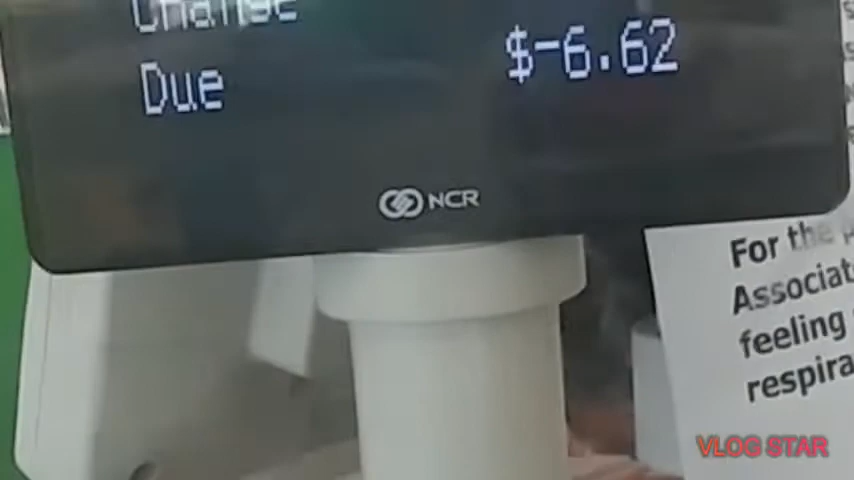 Change
Due $-6.62
NCR
For the
Associat
feeling
respira
VLOG STAR